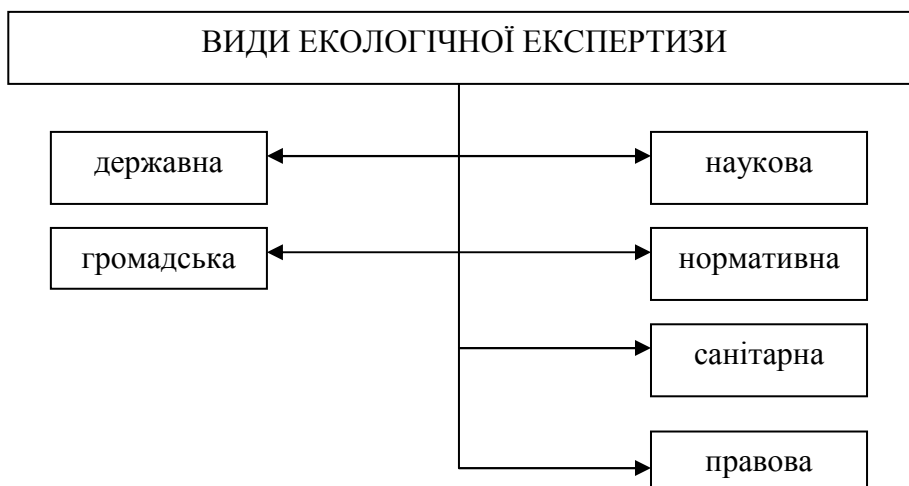 ВИДИ ЕКОЛОГІЧНОЇ ЕКСПЕРТИЗИ
державна
наукова
громадська
нормативна
санітарна
правова